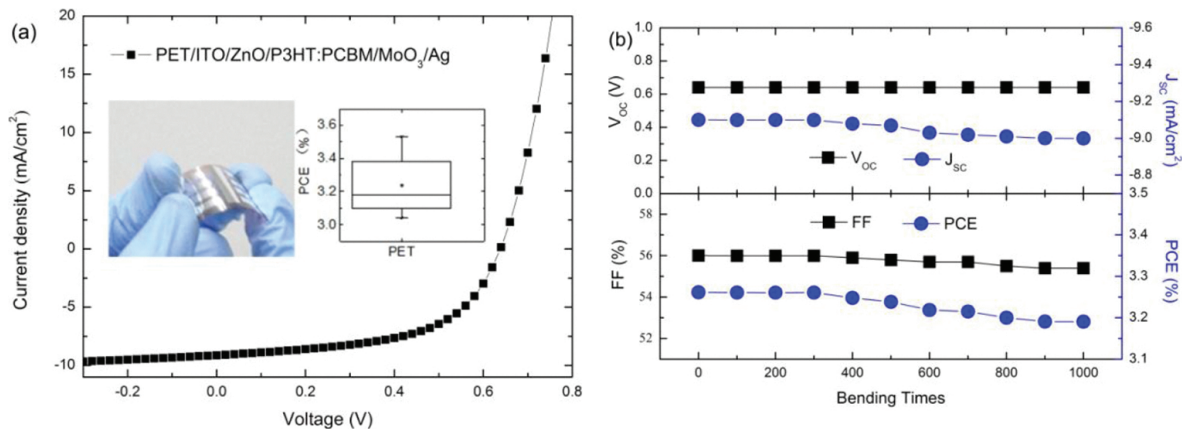 (a)
PET/ITO/ZnO/P3HT:PCBM/MoO3/Ag
20
15
10
5
0
-5
-10
Current density (mA/cm2)
-0.2
0.0
0.2
0.4
0.6
0.8
Voltage (V)
3.6
3.4
3.2
3.0
PCE (%)
PET
(b)
1.0
0.8
0.6
0.4
0.2
0.0
VOC (V)
-9.6
-9.4
-9.2
-9.0
-8.8
JSC (mA/cm2)
VOC
JSC
58
56
54
51
FF (%)
3.5
3.4
3.3
3.2
3.1
PCE (%)
FF
PCE
0
200
400
600
800
1000
Bending Times